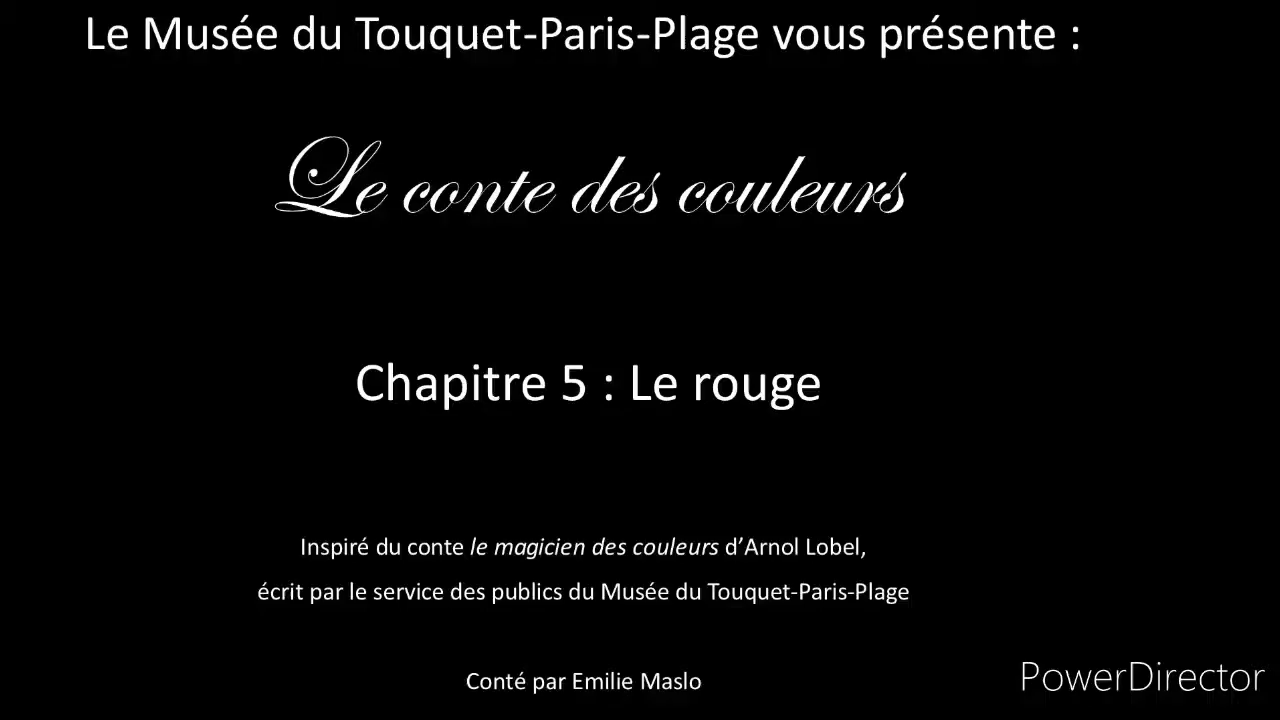 Le Musée du Touquet-Paris-Plage vous présente :
Le conte des couleurs
Chapitre 5 : Le rouge
Inspiré du conte le magicien des couleurs d’Arnol Lobel,
écrit par le service des publics du Musée du Touquet-Paris-Plage
Conté par Emilie Maslo
PowerDirector